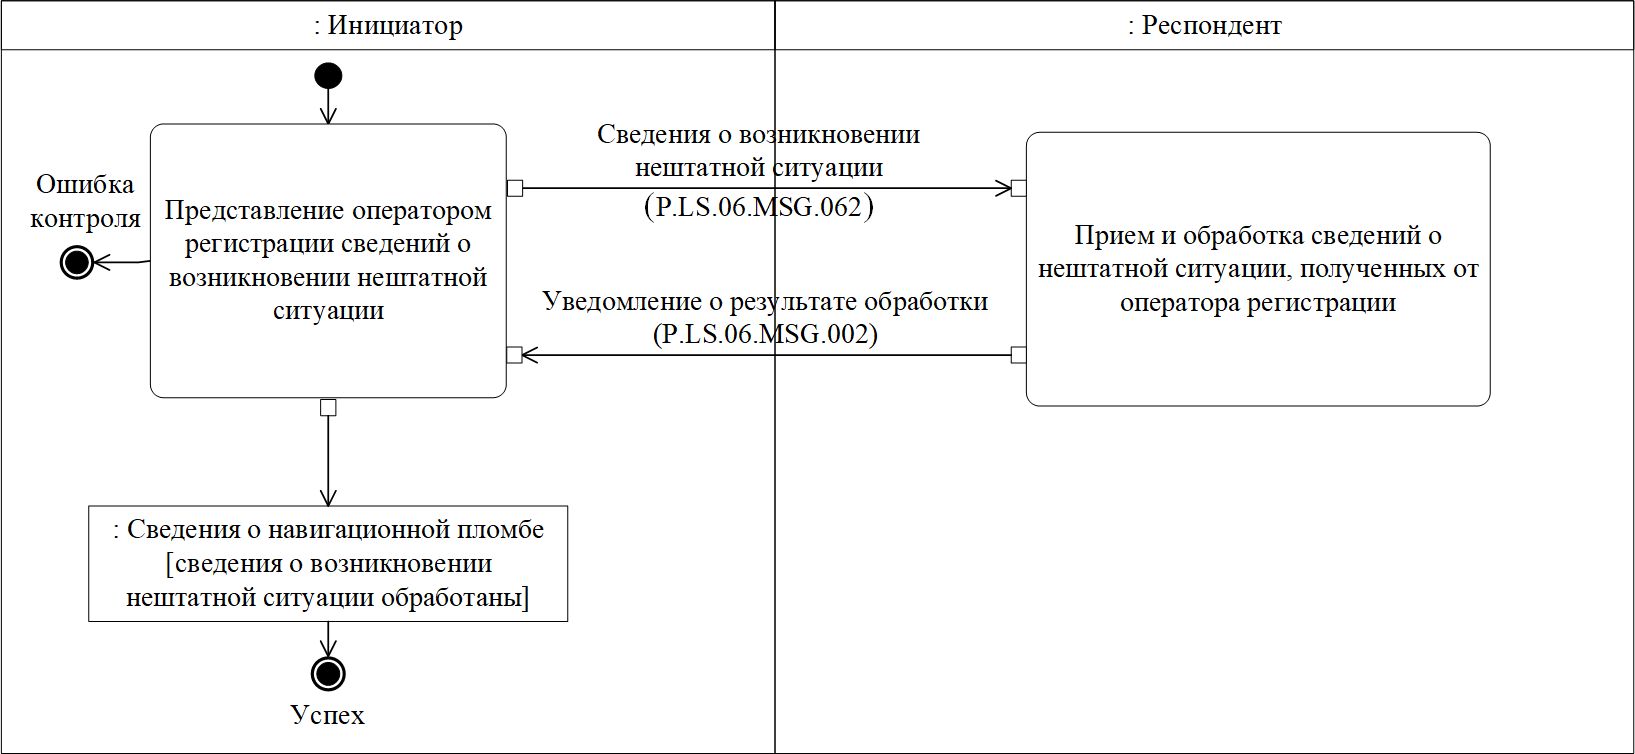 : Инициатор
: Респондент
Ошибка
контроля
Представление оператором
регистрации сведений о
возникновении нештатной
ситуации
Сведения о возникновении
нештатной ситуации
(P.LS.06.MSG.062)
Прием и обработка сведений о
нештатной ситуации, полученных от
оператора регистрации
Уведомление о результате обработки
(P.LS.06.MSG.002)
: Сведения о навигационной пломбе
[сведения о возникновении
нештатной ситуации обработаны]
Успех